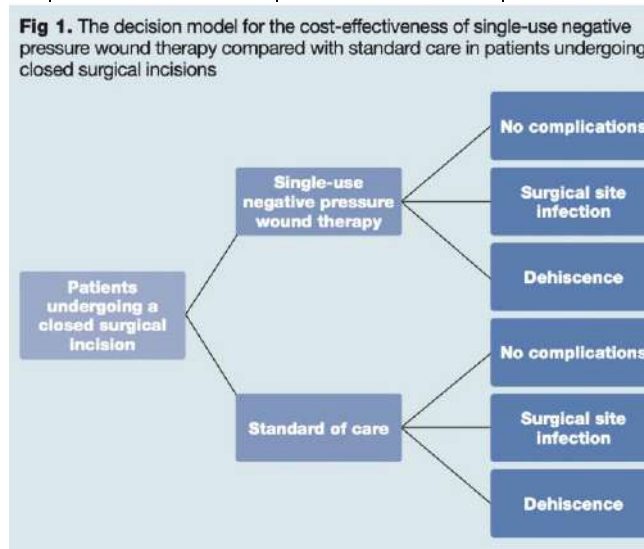 Fig 1. The decision model for the cost-effectiveness of single-use negative
pressure wound therapy compared with standard care in patients undergoing
closed surgical incisions
No complications
Single-use
negative pressure
wound therapy
Surgical site
infection
Dehiscence
Patients
undergoing a
closed surgical
incision
No complications
Standard of care
Surgical site
infection
Dehiscence